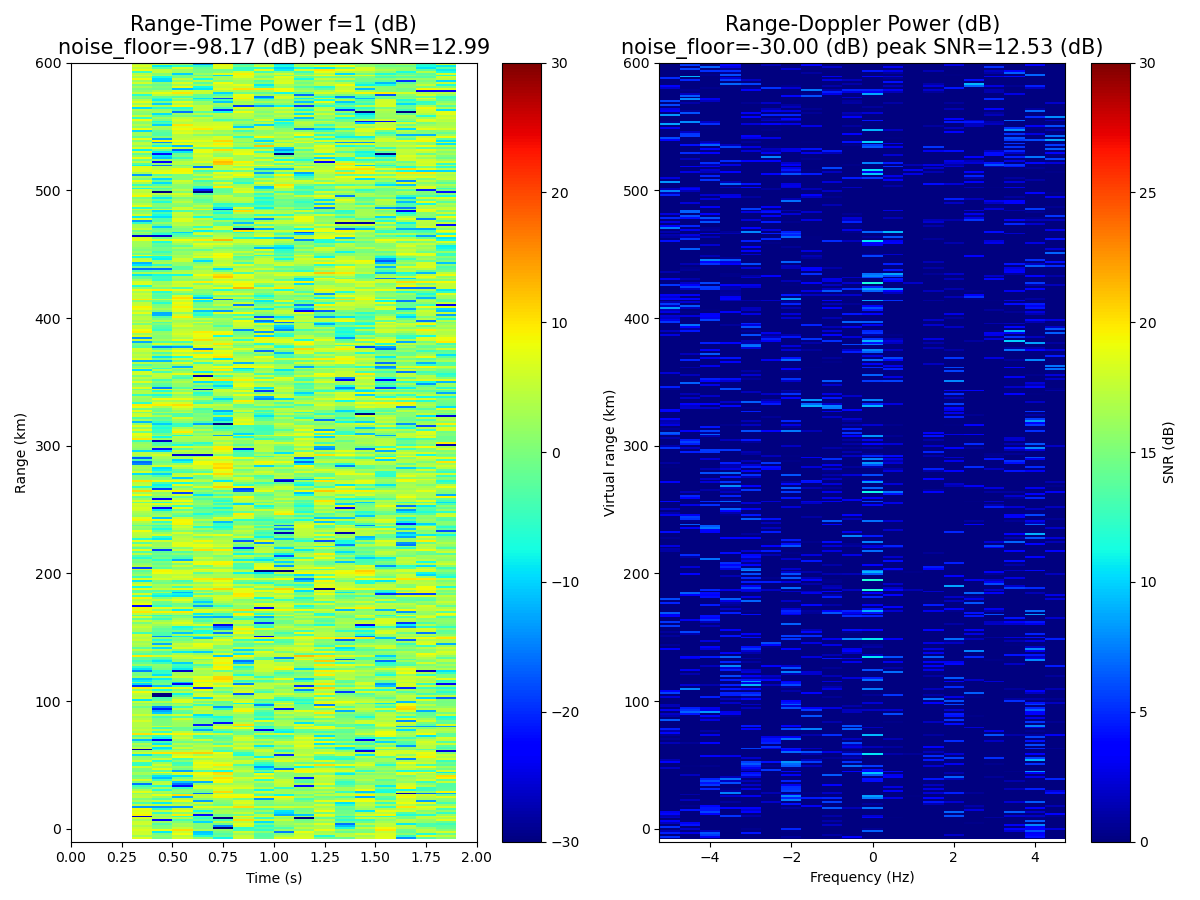 Range-Time Power f=1 (dB)
noise_floor=-98.17 (dB) peak SNR=12.99
600
500
400
300
200
100
0
Range (km)
0.00 0.25 0.50 0.75 1.00 1.25 1.50 1.75 2.00
Time (s)
30
20
10
0
−10
−20
−30
Range-Doppler Power (dB)
noise_floor=-30.00 (dB) peak SNR=12.53 (dB)
600
500
400
300
200
100
0
Virtual range (km)
−4 −2 0 2 4
Frequency (Hz)
30
25
20
15
10
5
0
SNR (dB)